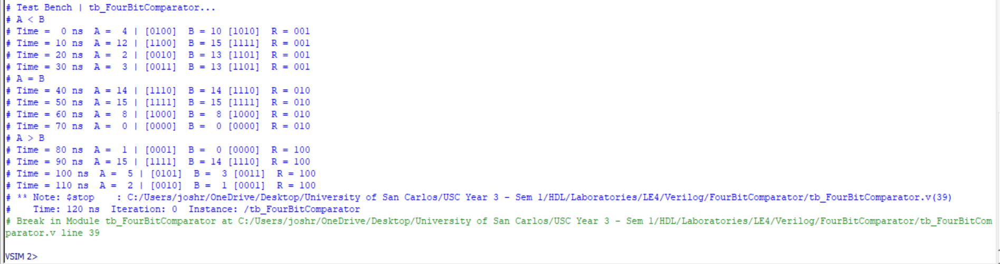 # Test Bench | tb_FourBitComparator...
# A < B
# Time =  0 ns  A =  4 | [0100]  B = 10 [1010]  R = 001
# Time = 10 ns  A = 12 | [1100]  B = 15 [1111]  R = 001
# Time = 20 ns  A =  2 | [0010]  B = 13 [1101]  R = 001
# Time = 30 ns  A =  3 | [0011]  B = 13 [1101]  R = 001
# A = B
# Time = 40 ns  A = 14 | [1110]  B = 14 [1110]  R = 010
# Time = 50 ns  A = 15 | [1111]  B = 15 [1111]  R = 010
# Time = 60 ns  A =  8 | [1000]  B =  8 [1000]  R = 010
# Time = 70 ns  A =  0 | [0000]  B =  0 [0000]  R = 010
# A > B
# Time = 80 ns  A =  1 | [0001]  B =  0 [0000]  R = 100
# Time = 90 ns  A = 15 | [1111]  B = 14 [1110]  R = 100
# Time = 100 ns  A =  5 | [0101]  B =  3 [0011]  R = 100
# Time = 110 ns  A =  2 | [0010]  B =  1 [0001]  R = 100
# ** Note: $stop    : C:/Users/joshr/OneDrive/Desktop/University of San Carlos/USC Year 3 - Sem 1/HDL/Laboratories/LE4/Verilog/FourBitComparator/tb_FourBitComparator.v(39)
#    Time: 120 ns  Iteration: 0  Instance: /tb_FourBitComparator
# Break in Module tb_FourBitComparator at C:/Users/joshr/OneDrive/Desktop/University of San Carlos/USC Year 3 - Sem 1/HDL/Laboratories/LE4/Verilog/FourBitComparator/tb_FourBitCom
parator.v line 39
VSIM 2>